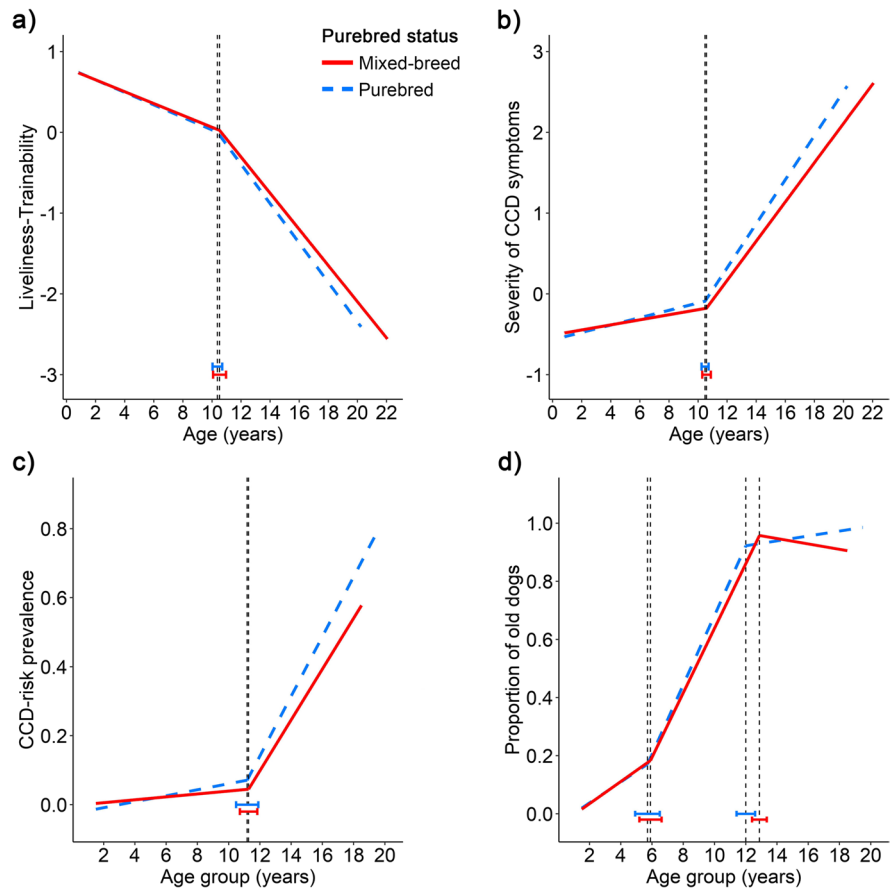 a)
Purebred status
Mixed-breed
Purebred
Liveliness-Trainability
1
0
-1
-2
-3
0 2 4 6 8 10 12 14 16 18 20 22
Age (years)
b)
Severity of CCD symptoms
3
2
1
0
-1
0 2 4 6 8 10 12 14 16 18 20 22
Age (years)
c)
CCD-risk prevalence
0.8
0.6
0.4
0.2
0.0
2 4 6 8 10 12 14 16 18 20
Age group (years)
d)
Proportion of old dogs
1.0
0.8
0.6
0.4
0.2
0.0
2 4 6 8 10 12 14 16 18 20
Age group (years)